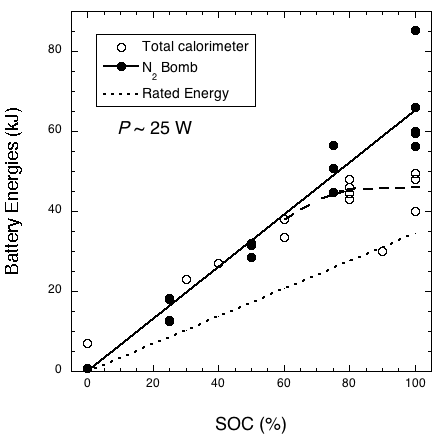 80
60
40
20
0
Battery Energies (kJ)
Total calorimeter
N2 Bomb
Rated Energy
P ~ 25 W
0 20 40 60 80 100
SOC (%)